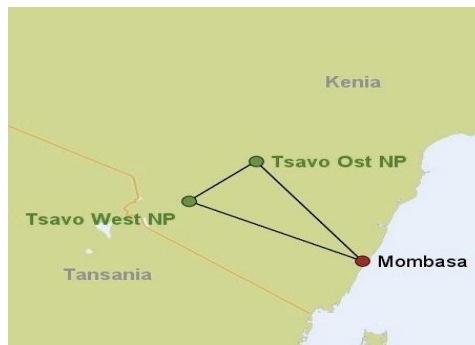 Kenia
Tsavo Ost NP
Tsavo West NP
Mombasa
Tansania